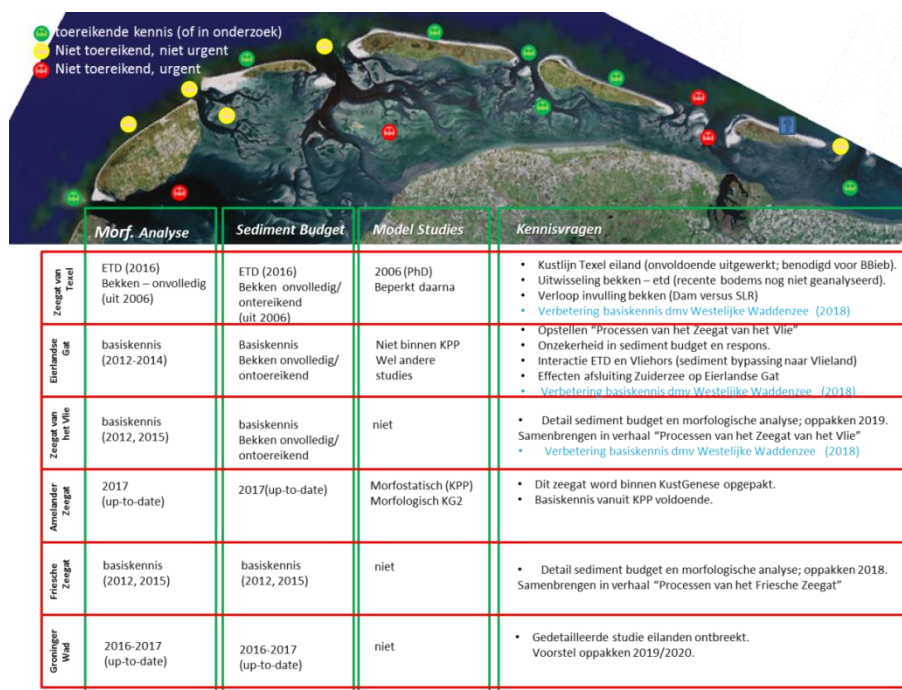 toereikende kennis (of in onderzoek)
Niet toereikend, niet urgent
Niet toereikend, urgent
Morf. Analyse
Sediment Budget
Model Studies
Kennisvragen
Zeegat van
Texel
ETD (2016)
Bekken – onvolledig
(uit 2006)
ETD (2016)
Bekken onvolledig/
ontereikend
(uit 2006)
2006 (PhD)
Beperkt daarna
• Kustlijn Texel eiland (onvoldoende uitgewerkt; benodigd voor BBieb).
• Uitwisseling bekken – etd (recente bodems nog niet geanalyseerd).
• Verloop invulling bekken (Dam versus SLR)
• Verbetering basiskennis dmv Westelijke Waddenzee (2018)
Eierlandse
Gat
basiskennis
(2012-2014)
Basiskennis
Bekken onvolledig/
ontoereikend
Niet binnen KPP
Wel andere
studies
• Opstellen “Processen van het Zeegat van het Vlie”
• Onzekerheid in sediment budget en respons.
• Interactie ETD en Vliehors (sediment bypassing naar Vlieland)
• Effecten afsluiting Zuiderzee op Eierlandse Gat
• Verbetering basiskennis dmv Westelijke Waddenzee (2018)
Zeegat van
het Vlie
basiskennis
(2012, 2015)
basiskennis
Bekken onvolledig/
ontoereikend
niet
• Detail sediment budget en morfologische analyse; oppakken 2019.
Samenbrengen in verhaal “Processen van het Zeegat van het Vlie”
• Verbetering basiskennis dmv Westelijke Waddenzee (2018)
Amelander
Zeegat
2017
(up-to-date)
2017(up-to-date)
Morfostatisch (KPP)
Morfologisch KG2
• Dit zeegat word binnen KustGenese opgepakt.
• Basiskennis vanuit KPP voldoende.
Friesche
Zeegat
basiskennis
(2012, 2015)
basiskennis
(2012, 2015)
niet
• Detail sediment budget en morfologische analyse; oppakken 2018.
Samenbrengen in verhaal “Processen van het Friesche Zeegat”
Groninger
Wad
2016-2017
(up-to-date)
2016-2017
(up-to-date)
niet
• Gedetailleerde studie eilanden ontbreekt.
Voorstel oppakken 2019/2020.